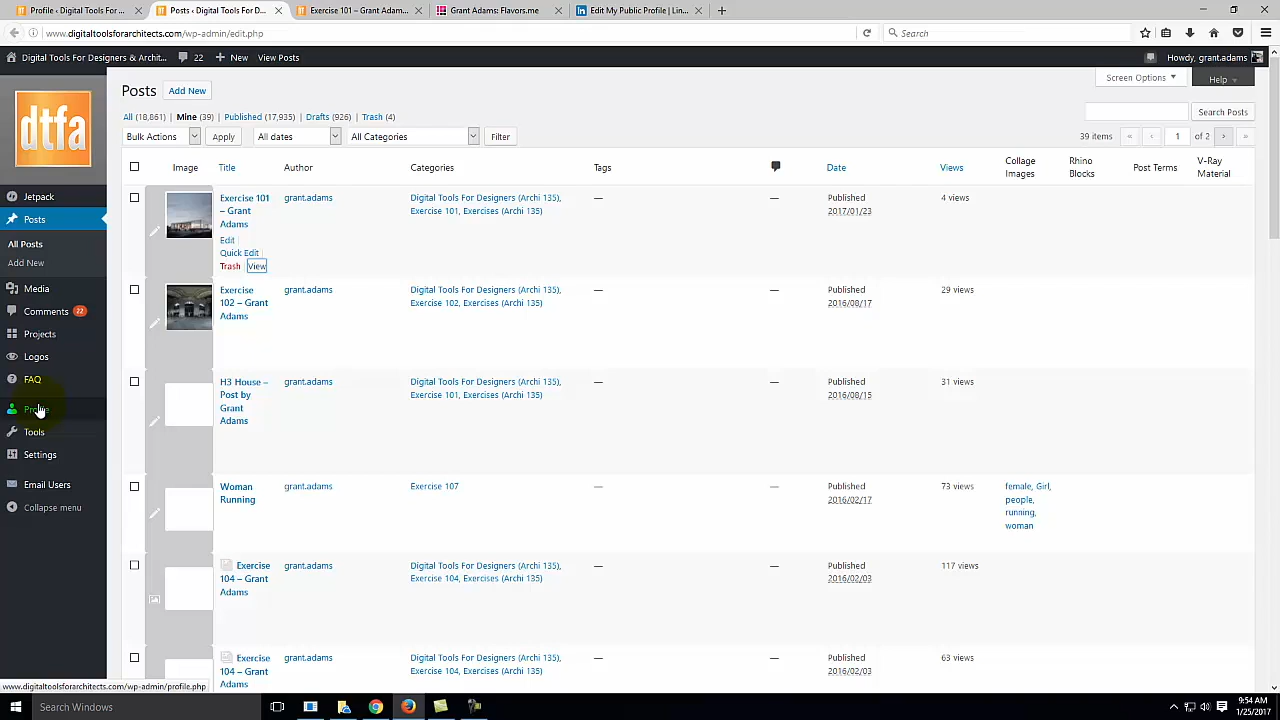 Profile ‹ Digital Tools For ...
Posts ‹ Digital Tools For D...
Exercise 101 – Grant Adam...
Grant Adams: Flavors.me
Edit My Public Profile | Lin...
www.digitaltoolsforarchitects.com/wp-admin/edit.php
Search
Digital Tools For Designers & Archit...
22
New
View Posts
Howdy, grant.adams
dtfa
Jetpack
Posts
All Posts
Add New
Media
Comments 22
Projects
Logos
FAQ
Profile
Tools
Settings
Email Users
Collapse menu
Posts
Add New
Screen Options
Help
All (18,861) | Mine (39) | Published (17,935) | Drafts (926) | Trash (4)
Search Posts
Bulk Actions
Apply
All dates
All Categories
Filter
39 items « ‹ 1 of 2 › »
Image Title Author Categories Tags Date Views Collage Images Rhino Blocks Post Terms V-Ray Material
Exercise 101
– Grant
Adams
Edit |
Quick Edit |
Trash | View
grant.adams
Digital Tools For Designers (Archi 135),
Exercise 101, Exercises (Archi 135)
—
—
Published
2017/01/23
4 views
Exercise
102 – Grant
Adams
grant.adams
Digital Tools For Designers (Archi 135),
Exercise 102, Exercises (Archi 135)
—
—
Published
2016/08/17
29 views
H3 House –
Post by
Grant
Adams
grant.adams
Digital Tools For Designers (Archi 135),
Exercise 101, Exercises (Archi 135)
—
—
Published
2016/08/15
31 views
Woman
Running
grant.adams
Exercise 107
—
—
Published
2016/02/17
73 views
female, Girl,
people,
running,
woman
Exercise
104 – Grant
Adams
grant.adams
Digital Tools For Designers (Archi 135),
Exercise 104, Exercises (Archi 135)
—
—
Published
2016/02/03
117 views
Exercise
104 – Grant
Adams
grant.adams
Digital Tools For Designers (Archi 135),
Exercise 104, Exercises (Archi 135)
—
—
Published
2016/02/03
63 views
www.digitaltoolsforarchitects.com/wp-admin/profile.php
Search Windows
9:54 AM
1/25/2017